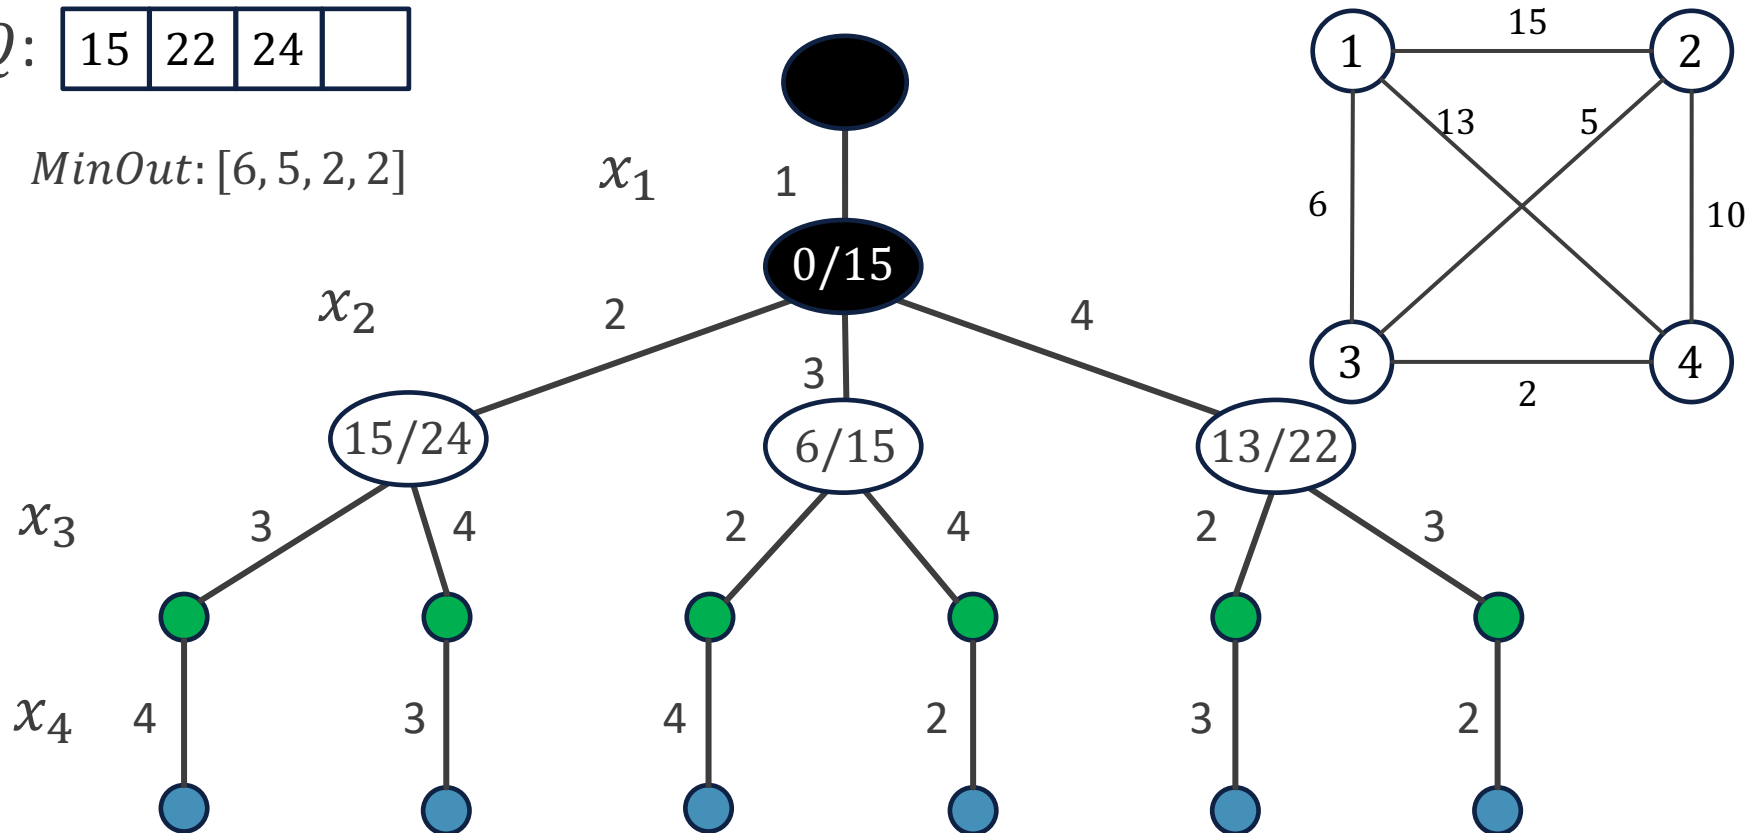 Q: 15 22 24
MinOut: [6, 5, 2, 2]
x₁ 1
0/15
x₂ 2 3 4
15/24 6/15 13/22
x₃ 3 4 2 4 2 3
x₄ 4 3 4 2 3 2
1 15 2
13 5
6 10
3 2 4